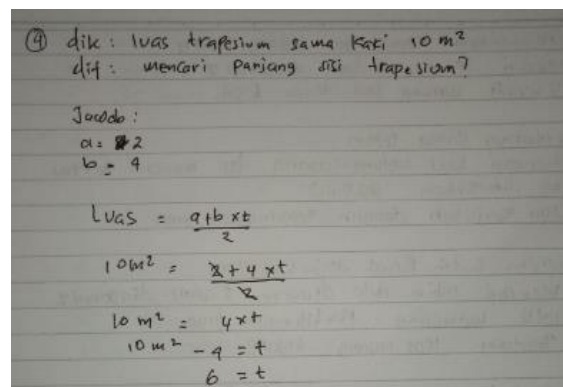 ④ dik : luas trapesium sama kaki 10 m²
dit : mencari panjang sisi trapesium?
Jawab :
a = 2
b = 4
Luas = a+b x t / 2
10 m² = 2 + 4 x t / 2
10 m² = 4 x t
10 m² - 4 = t
6 = t